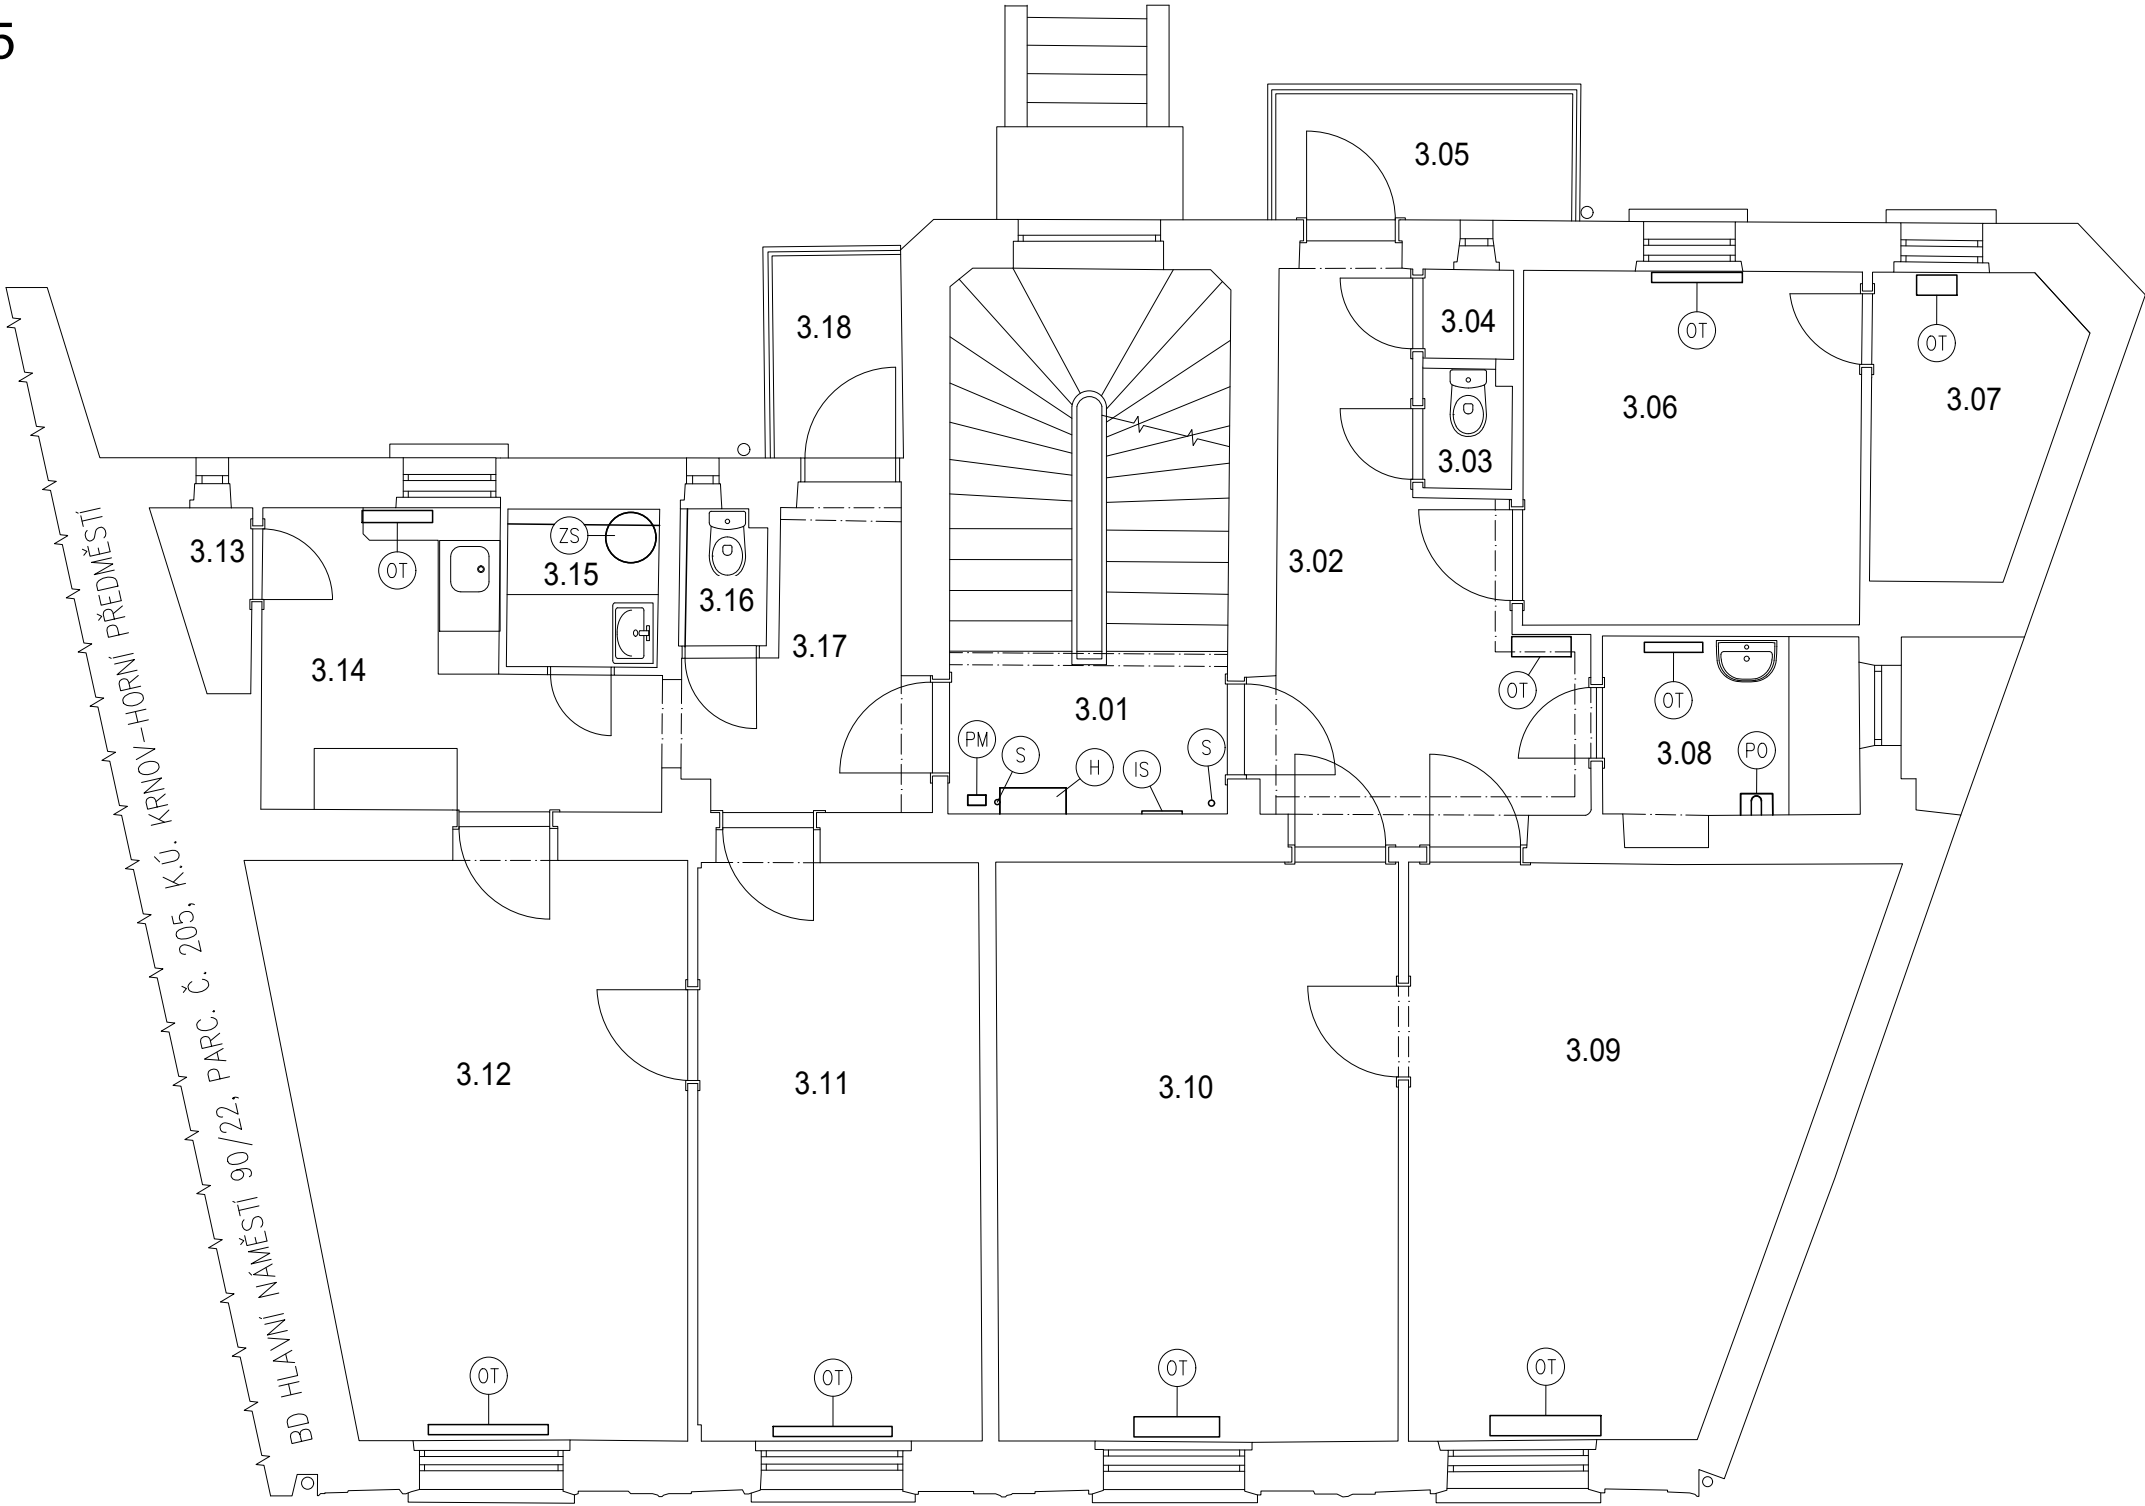 5
3.05
3.18
3.04
OT
OT
3.06
3.07
3.03
3.13
ZS
3.15
OT
3.16
3.02
3.17
3.14
3.01
OT
OT
3.08
PM
S
H
IS
S
PO
BD HLAVNÍ NÁMĚSTÍ 90/22, PARC. Č. 205, K.Ú. KRNOV-HORNÍ PŘEDMĚSTÍ
3.12
3.11
3.10
3.09
OT
OT
OT
OT